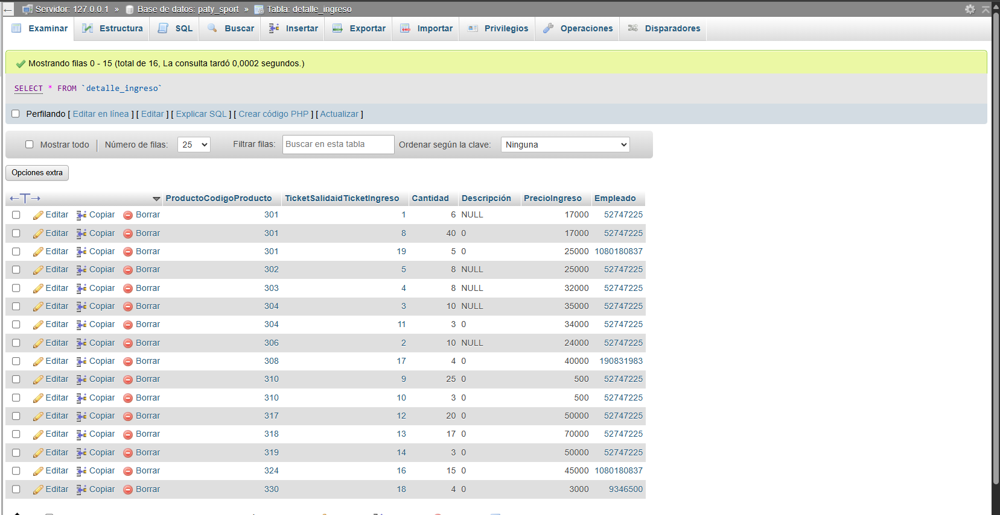 Servidor: 127.0.0.1 » Base de datos: paty_sport » Tabla: detalle_ingreso
Examinar Estructura SQL Buscar Insertar Exportar Importar Privilegios Operaciones Disparadores
Mostrando filas 0 - 15 (total de 16, La consulta tardó 0,0002 segundos.)
SELECT * FROM `detalle_ingreso`
Perfilando [ Editar en línea ] [ Editar ] [ Explicar SQL ] [ Crear código PHP ] [ Actualizar ]
Mostrar todo | Número de filas: 25 Filtrar filas: Buscar en esta tabla Ordenar según la clave: Ninguna
Opciones extra
←T→ ProductoCodigoProducto TicketSalidaidTicketIngreso Cantidad Descripción PrecioIngreso Empleado
Editar Copiar Borrar 301 1 6 NULL 17000 52747225
Editar Copiar Borrar 301 8 40 0 17000 52747225
Editar Copiar Borrar 301 19 5 0 25000 1080180837
Editar Copiar Borrar 302 5 8 NULL 25000 52747225
Editar Copiar Borrar 303 4 8 NULL 32000 52747225
Editar Copiar Borrar 304 3 10 NULL 35000 52747225
Editar Copiar Borrar 304 11 3 0 34000 52747225
Editar Copiar Borrar 306 2 10 NULL 24000 52747225
Editar Copiar Borrar 308 17 4 0 40000 190831983
Editar Copiar Borrar 310 9 25 0 500 52747225
Editar Copiar Borrar 310 10 3 0 500 52747225
Editar Copiar Borrar 317 12 20 0 50000 52747225
Editar Copiar Borrar 318 13 17 0 70000 52747225
Editar Copiar Borrar 319 14 3 0 50000 52747225
Editar Copiar Borrar 324 16 15 0 45000 1080180837
Editar Copiar Borrar 330 18 4 0 3000 9346500